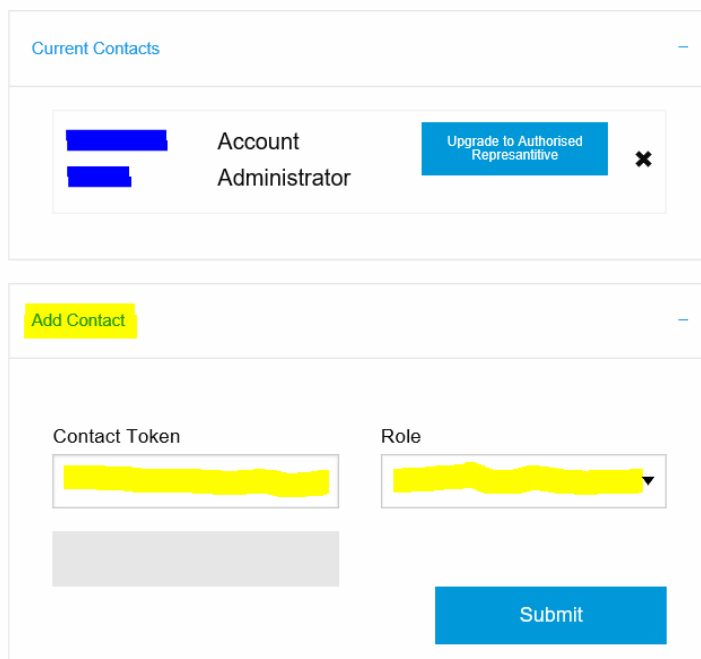 Current Contacts
Account
Administrator
Upgrade to Authorised
Represantitive
Add Contact
Contact Token
Role
Submit